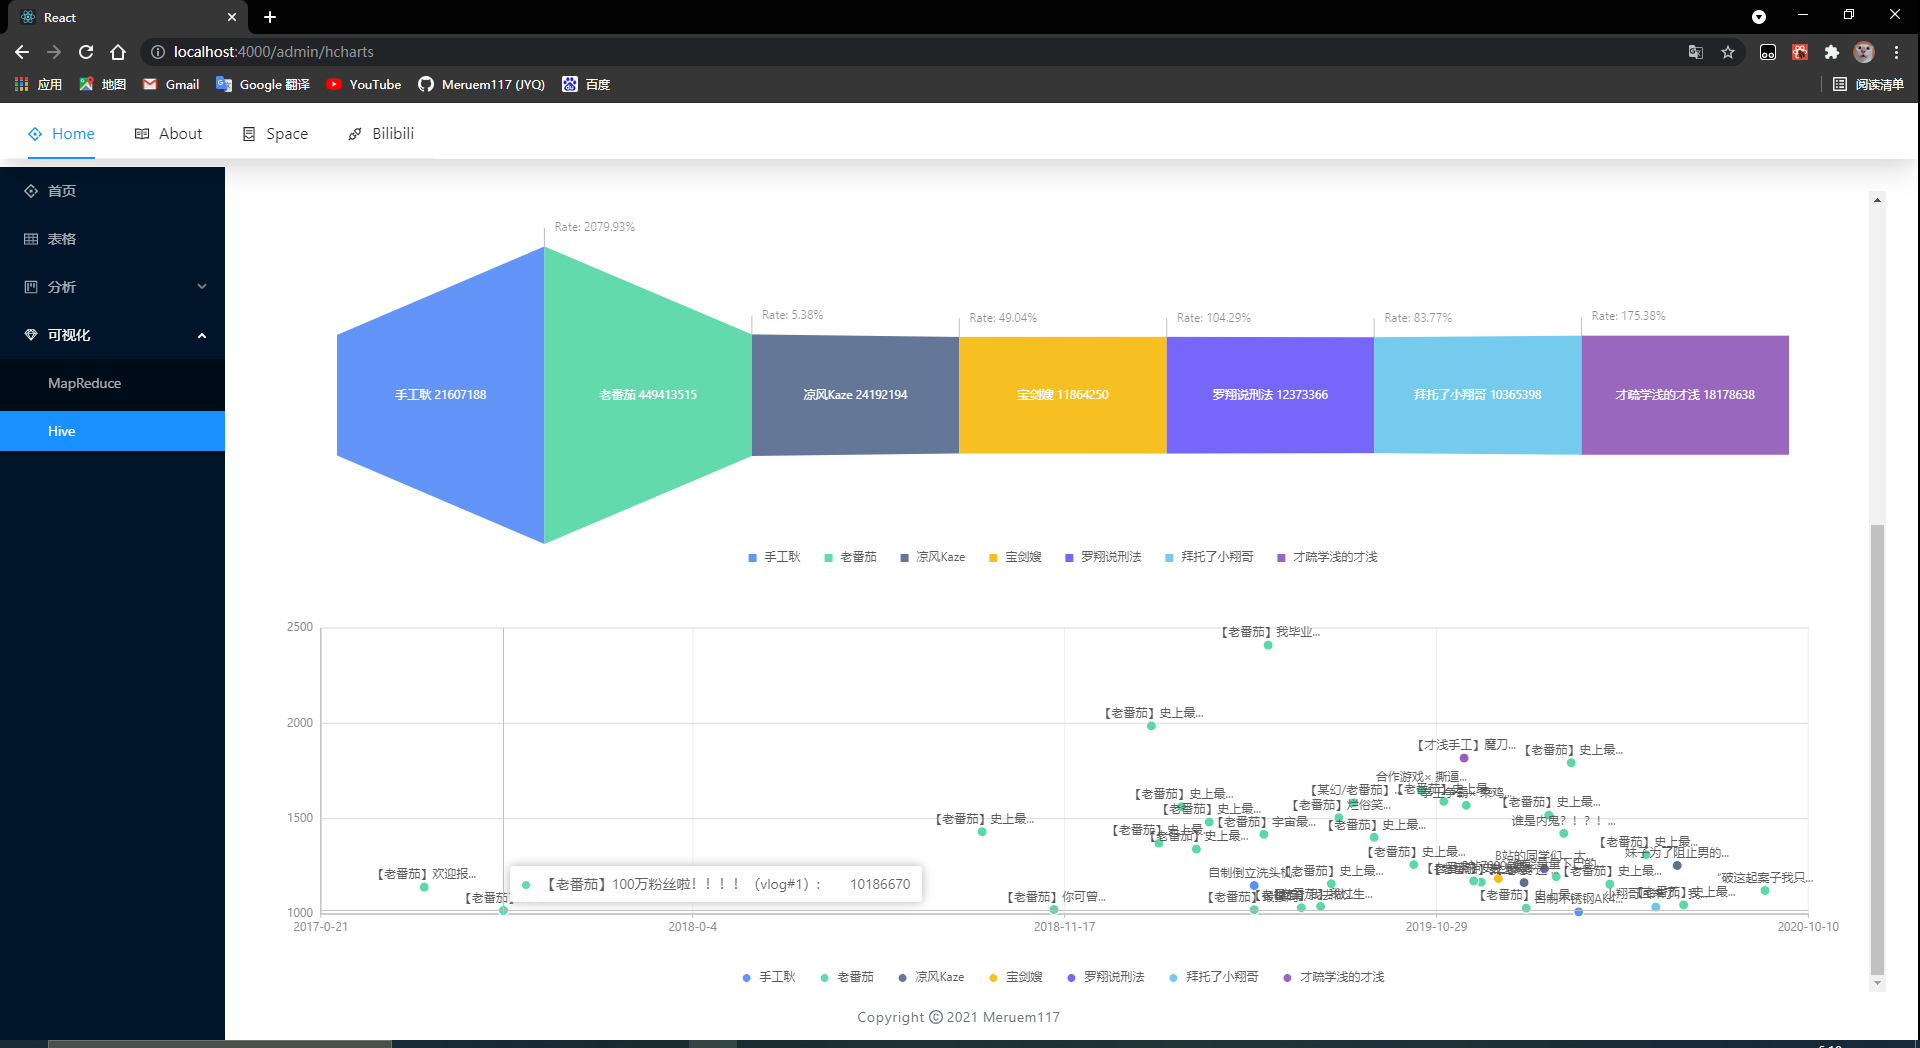 React
localhost:4000/admin/hcharts
应用 地图 Gmail Google 翻译 YouTube Meruem117 (JYQ) 百度 阅读清单
Home About Space Bilibili
首页
表格
分析
可视化
MapReduce
Hive
Rate: 2079.93%
Rate: 5.38%
Rate: 49.04%
Rate: 104.29%
Rate: 83.77%
Rate: 175.38%
手工耿 21607188
老番茄 449413515
凉风Kaze 24192194
宝剑嫂 11864250
罗翔说刑法 12373366
拜托了小翔哥 10365398
才疏学浅的才浅 18178638
手工耿 老番茄 凉风Kaze 宝剑嫂 罗翔说刑法 拜托了小翔哥 才疏学浅的才浅
2500
【老番茄】我毕业...
2000
【老番茄】史上最...
【才浅手工】魔刀...
【老番茄】史上最...
合作游戏× 撕逼...
【某幻/老番茄】...
【老番茄】史上最...
【老番茄】史上最...
【老番茄】史上最...
【老番茄】烂俗笑...
【老番茄】史上最...
1500
【老番茄】史上最...
【老番茄】宇宙最...
谁是内鬼？！？！...
【老番茄】史上最...
【老番茄】史上最...
【老番茄】史上最...
【老番茄】史上最...
【老番茄】史上最...
妹子为了阻止男的...
【老番茄】欢迎报...
自制倒立洗头机
【老番茄】史上最...
【老番茄】史上最...
"破这起案子我只...
【老番茄】100万粉丝啦！！！！（vlog#1）: 10186670
【老番茄】你可曾...
【老番茄】史上最...
自制不锈钢AK4...
【老番茄】史上最...
1000
2017-0-21 2018-0-4 2018-11-17 2019-10-29 2020-10-10
手工耿 老番茄 凉风Kaze 宝剑嫂 罗翔说刑法 拜托了小翔哥 才疏学浅的才浅
Copyright © 2021 Meruem117